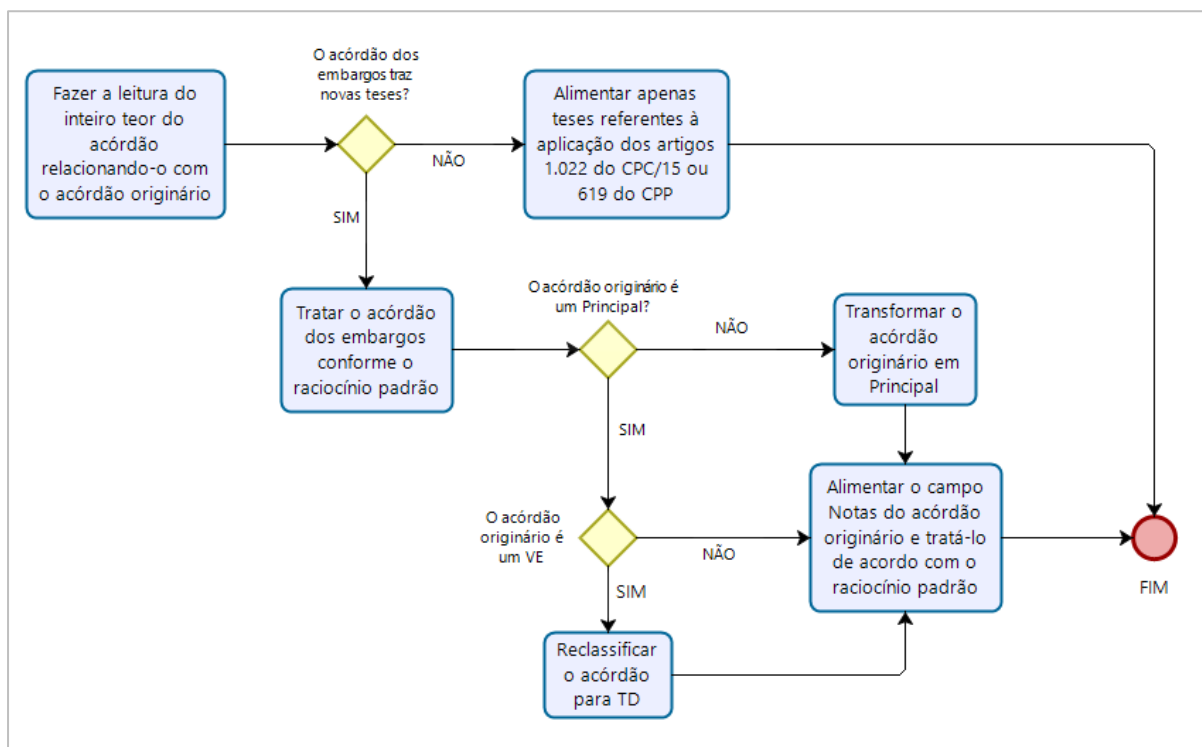 O acórdão dos
embargos traz
novas teses?
Fazer a leitura do
inteiro teor do
acórdão
relacionando-o com
o acórdão originário
NÃO
Alimentar apenas
teses referentes à
aplicação dos artigos
1.022 do CPC/15 ou
619 do CPP
SIM
Tratar o acórdão
dos embargos
conforme o
raciocínio padrão
O acórdão originário é
um Principal?
NÃO
Transformar o
acórdão
originário em
Principal
SIM
O acórdão
originário é
um VE
NÃO
Alimentar o campo
Notas do acórdão
originário e tratá-lo
de acordo com o
raciocínio padrão
FIM
SIM
Reclassificar
o acórdão
para TD